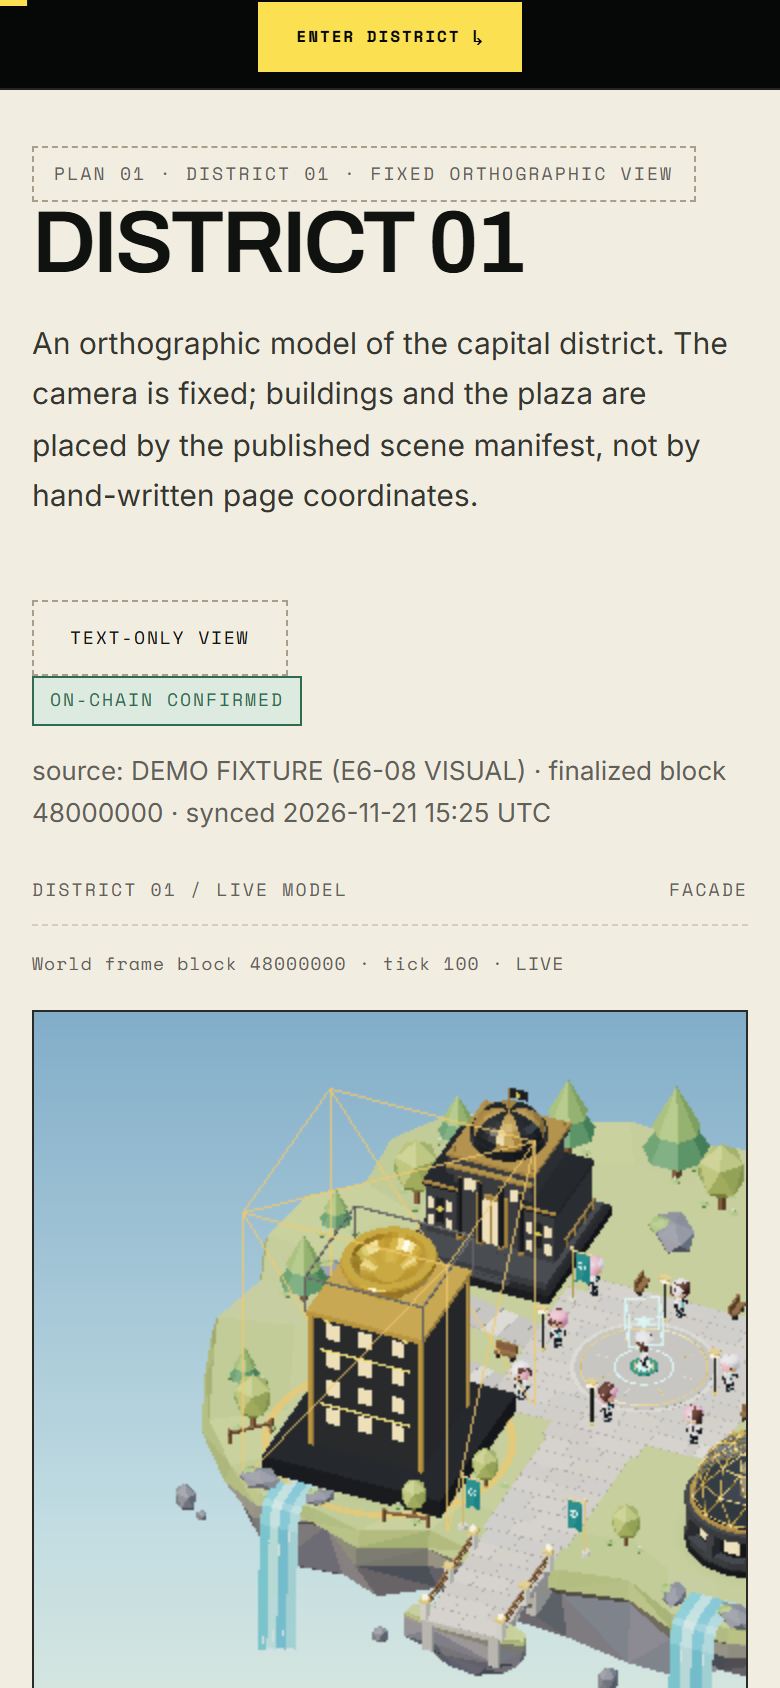 ENTER DISTRICT ↳
PLAN 01 · DISTRICT 01 · FIXED ORTHOGRAPHIC VIEW
DISTRICT 01
An orthographic model of the capital district. The
camera is fixed; buildings and the plaza are
placed by the published scene manifest, not by
hand-written page coordinates.
TEXT-ONLY VIEW
ON-CHAIN CONFIRMED
source: DEMO FIXTURE (E6-08 VISUAL) · finalized block
48000000 · synced 2026-11-21 15:25 UTC
DISTRICT 01 / LIVE MODEL FACADE
World frame block 48000000 · tick 100 · LIVE